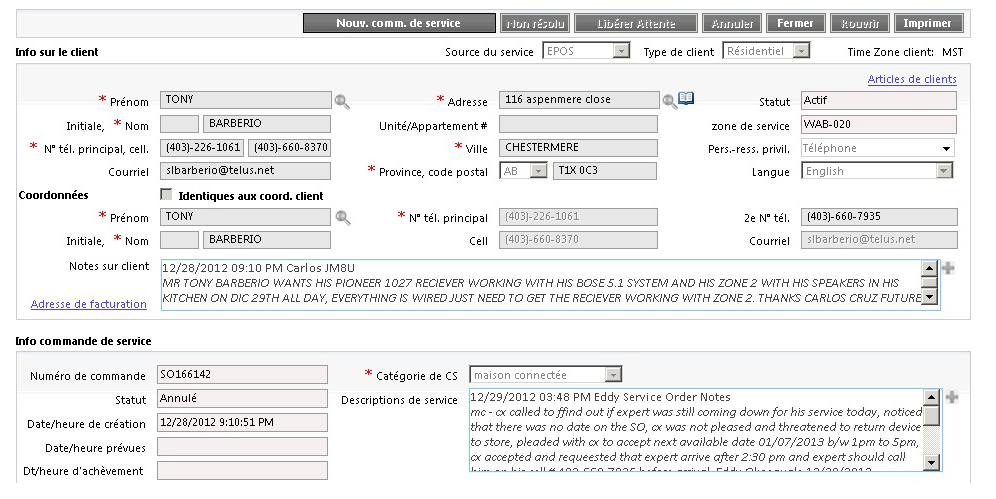 Nouv. comm. de service Non résolu Libérer Attente Annuler Fermer Rouvrir Imprimer
Info sur le client Source du service EPOS Type de client Résidentiel Time Zone client: MST
Articles de clients
* Prénom TONY * Adresse 116 aspenmere close Statut Actif
Initiale, * Nom BARBERIO Unité/Appartement # zone de service WAB-020
* N° tél. principal, cell. (403)-226-1061 (403)-660-8370 * Ville CHESTERMERE Pers.-ress. privil. Téléphone
Courriel slbarberio@telus.net * Province, code postal AB T1X 0C3 Langue English
Coordonnées Identiques aux coord. client
* Prénom TONY * N° tél. principal (403)-226-1061 2e N° tél. (403)-660-7935
Initiale, * Nom BARBERIO Cell (403)-660-8370 Courriel slbarberio@telus.net
Notes sur client 12/28/2012 09:10 PM Carlos JM8U
MR TONY BARBERIO WANTS HIS PIONEER 1027 RECIEVER WORKING WITH HIS BOSE 5.1 SYSTEM AND HIS ZONE 2 WITH HIS SPEAKERS IN HIS
Adresse de facturation KITCHEN ON DIC 29TH ALL DAY, EVERYTHING IS WIRED JUST NEED TO GET THE RECIEVER WORKING WITH ZONE 2. THANKS CARLOS CRUZ FUTURE
Info commande de service
Numéro de commande SO166142 * Catégorie de CS maison connectée
Statut Annulé Descriptions de service 12/29/2012 03:48 PM Eddy Service Order Notes
mc - cx called to ffind out if expert was still coming down for his service today, noticed
Date/heure de création 12/28/2012 9:10:51 PM that there was no date on the SO, cx was not pleased and threatened to return device
Date/heure prévues to store, pleaded with cx to accept next available date 01/07/2013 b/w 1pm to 5pm,
cx accepted and requeested that expert arrive after 2:30 pm and expert should call
Dt/heure d'achèvement